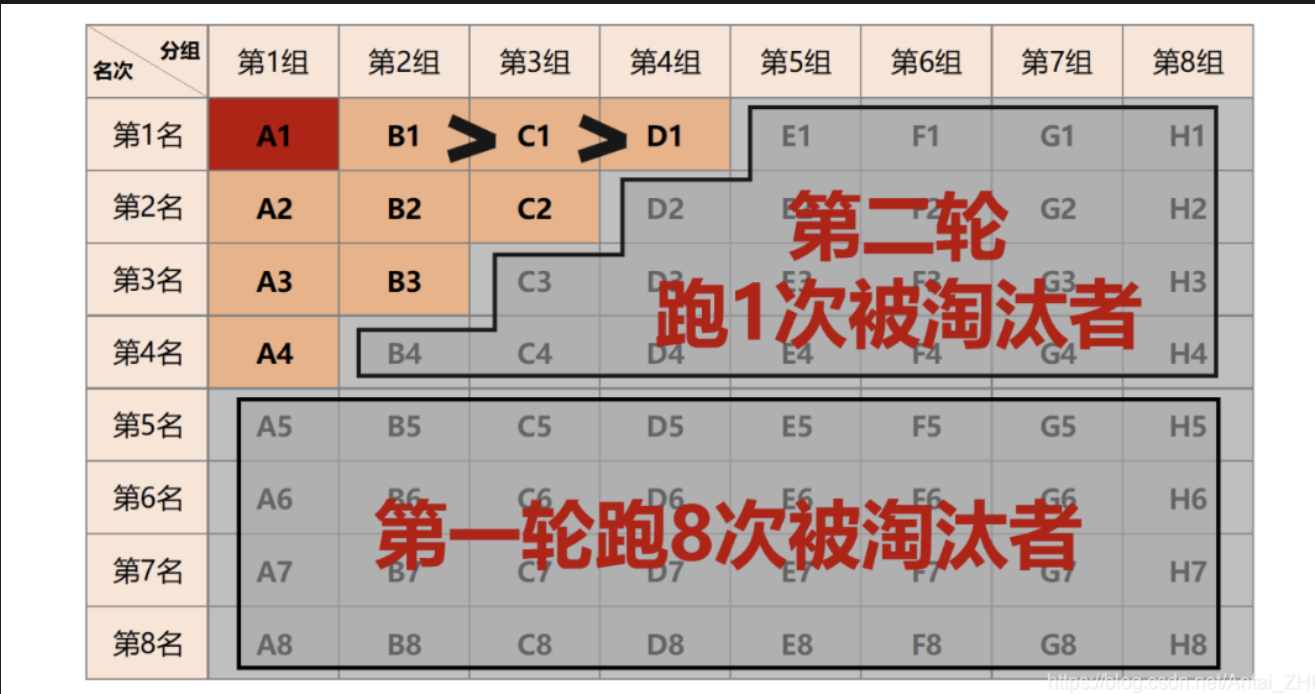 分组
名次
第1组 第2组 第3组 第4组 第5组 第6组 第7组 第8组
第1名 A1 B1 > C1 > D1 E1 F1 G1 H1
第2名 A2 B2 C2 D2 E2 F2 G2 H2
第二轮
第3名 A3 B3 C3 D3 E3 F3 G3 H3
跑1次被淘汰者
第4名 A4 B4 C4 D4 E4 F4 G4 H4
第5名 A5 B5 C5 D5 E5 F5 G5 H5
第6名 A6 B6 C6 D6 E6 F6 G6 H6
第一轮跑8次被淘汰者
第7名 A7 B7 C7 D7 E7 F7 G7 H7
第8名 A8 B8 C8 D8 E8 F8 G8 H8
https://blog.csdn.net/Antai_ZHU